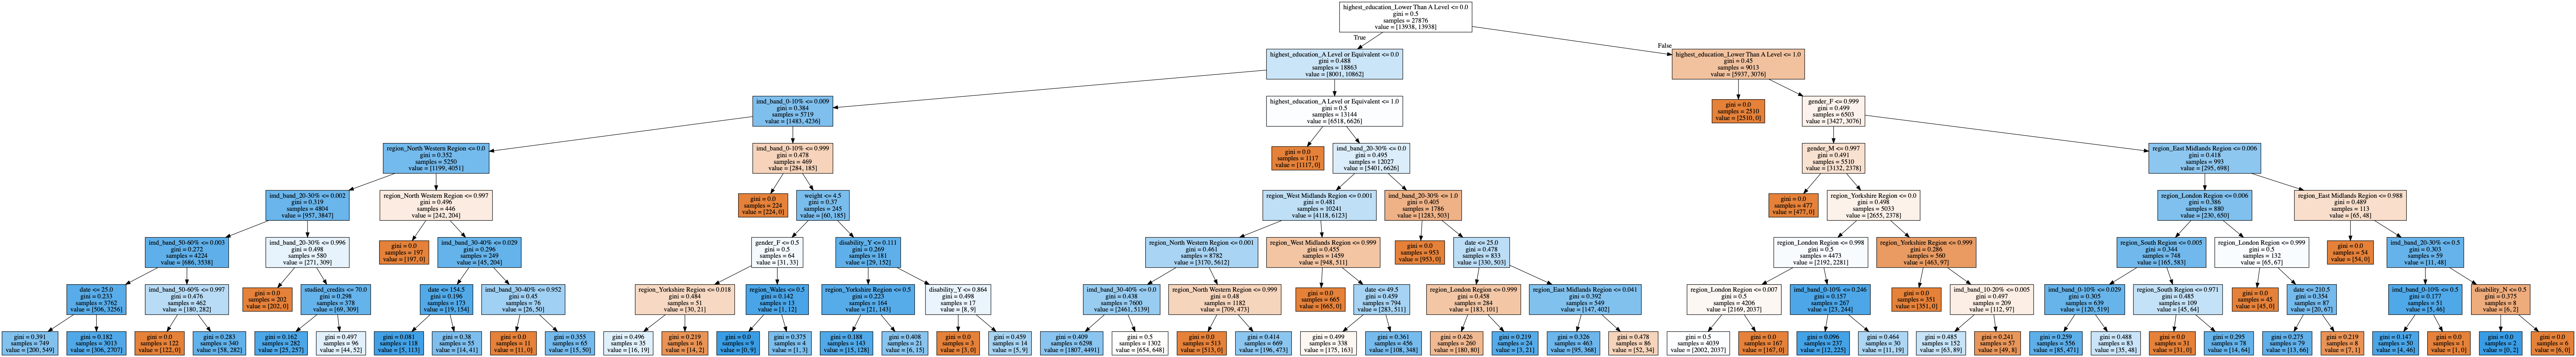 highest_education_Lower Than A Level <= 0.0
gini = 0.5
samples = 27876
value = [13938, 13938]
True
False
highest_education_A Level or Equivalent <= 0.0
gini = 0.488
samples = 18863
value = [8001, 10862]
highest_education_Lower Than A Level <= 1.0
gini = 0.45
samples = 9013
value = [5937, 3076]
imd_band_0-10% <= 0.009
gini = 0.384
samples = 5719
value = [1483, 4236]
highest_education_A Level or Equivalent <= 1.0
gini = 0.5
samples = 13144
value = [6518, 6626]
gini = 0.0
samples = 2510
value = [2510, 0]
gender_F <= 0.999
gini = 0.499
samples = 6503
value = [3427, 3076]
region_North Western Region <= 0.0
gini = 0.352
samples = 5250
value = [1199, 4051]
imd_band_0-10% <= 0.999
gini = 0.478
samples = 469
value = [284, 185]
gini = 0.0
samples = 1117
value = [1117, 0]
imd_band_20-30% <= 0.0
gini = 0.495
samples = 12027
value = [5401, 6626]
gender_M <= 0.997
gini = 0.491
samples = 5510
value = [3132, 2378]
region_East Midlands Region <= 0.006
gini = 0.418
samples = 993
value = [295, 698]
imd_band_20-30% <= 0.002
gini = 0.319
samples = 4804
value = [957, 3847]
region_North Western Region <= 0.997
gini = 0.496
samples = 446
value = [242, 204]
gini = 0.0
samples = 224
value = [224, 0]
weight <= 4.5
gini = 0.37
samples = 245
value = [60, 185]
region_West Midlands Region <= 0.001
gini = 0.481
samples = 10241
value = [4118, 6123]
imd_band_20-30% <= 1.0
gini = 0.405
samples = 1786
value = [1283, 503]
gini = 0.0
samples = 477
value = [477, 0]
region_Yorkshire Region <= 0.0
gini = 0.498
samples = 5033
value = [2655, 2378]
region_London Region <= 0.006
gini = 0.386
samples = 880
value = [230, 650]
region_East Midlands Region <= 0.988
gini = 0.489
samples = 113
value = [65, 48]
imd_band_50-60% <= 0.003
gini = 0.272
samples = 4224
value = [686, 3538]
imd_band_20-30% <= 0.996
gini = 0.498
samples = 580
value = [271, 309]
gini = 0.0
samples = 197
value = [197, 0]
imd_band_30-40% <= 0.029
gini = 0.296
samples = 249
value = [45, 204]
gender_F <= 0.5
gini = 0.5
samples = 64
value = [31, 33]
disability_Y <= 0.111
gini = 0.269
samples = 181
value = [29, 152]
region_North Western Region <= 0.001
gini = 0.461
samples = 8782
value = [3170, 5612]
region_West Midlands Region <= 0.999
gini = 0.455
samples = 1459
value = [948, 511]
gini = 0.0
samples = 953
value = [953, 0]
date <= 25.0
gini = 0.478
samples = 833
value = [330, 503]
region_London Region <= 0.998
gini = 0.5
samples = 4473
value = [2192, 2281]
region_Yorkshire Region <= 0.999
gini = 0.286
samples = 560
value = [463, 97]
region_South Region <= 0.005
gini = 0.344
samples = 748
value = [165, 583]
region_London Region <= 0.999
gini = 0.5
samples = 132
value = [65, 67]
gini = 0.0
samples = 54
value = [54, 0]
imd_band_20-30% <= 0.5
gini = 0.303
samples = 59
value = [11, 48]
date <= 25.0
gini = 0.233
samples = 3762
value = [506, 3256]
imd_band_50-60% <= 0.997
gini = 0.476
samples = 462
value = [180, 282]
gini = 0.0
samples = 202
value = [202, 0]
studied_credits <= 70.0
gini = 0.298
samples = 378
value = [69, 309]
date <= 154.5
gini = 0.196
samples = 173
value = [19, 154]
imd_band_30-40% <= 0.952
gini = 0.45
samples = 76
value = [26, 50]
region_Yorkshire Region <= 0.018
gini = 0.484
samples = 51
value = [30, 21]
region_Wales <= 0.5
gini = 0.142
samples = 13
value = [1, 12]
region_Yorkshire Region <= 0.5
gini = 0.223
samples = 164
value = [21, 143]
disability_Y <= 0.864
gini = 0.498
samples = 17
value = [8, 9]
imd_band_30-40% <= 0.0
gini = 0.438
samples = 7600
value = [2461, 5139]
region_North Western Region <= 0.999
gini = 0.48
samples = 1182
value = [709, 473]
gini = 0.0
samples = 665
value = [665, 0]
date <= 49.5
gini = 0.459
samples = 794
value = [283, 511]
region_London Region <= 0.999
gini = 0.458
samples = 284
value = [183, 101]
region_East Midlands Region <= 0.041
gini = 0.392
samples = 549
value = [147, 402]
region_London Region <= 0.007
gini = 0.5
samples = 4206
value = [2169, 2037]
imd_band_0-10% <= 0.246
gini = 0.157
samples = 267
value = [23, 244]
gini = 0.0
samples = 351
value = [351, 0]
imd_band_10-20% <= 0.005
gini = 0.497
samples = 209
value = [112, 97]
imd_band_0-10% <= 0.029
gini = 0.305
samples = 639
value = [120, 519]
region_South Region <= 0.971
gini = 0.485
samples = 109
value = [45, 64]
gini = 0.0
samples = 45
value = [45, 0]
date <= 210.5
gini = 0.354
samples = 87
value = [20, 67]
imd_band_0-10% <= 0.5
gini = 0.177
samples = 51
value = [5, 46]
disability_N <= 0.5
gini = 0.375
samples = 8
value = [6, 2]
gini = 0.391
samples = 749
value = [200, 549]
gini = 0.182
samples = 3013
value = [306, 2707]
gini = 0.0
samples = 122
value = [122, 0]
gini = 0.283
samples = 340
value = [58, 282]
gini = 0.162
samples = 282
value = [25, 257]
gini = 0.497
samples = 96
value = [44, 52]
gini = 0.081
samples = 118
value = [5, 113]
gini = 0.38
samples = 55
value = [14, 41]
gini = 0.0
samples = 11
value = [11, 0]
gini = 0.355
samples = 65
value = [15, 50]
gini = 0.496
samples = 35
value = [16, 19]
gini = 0.219
samples = 16
value = [14, 2]
gini = 0.0
samples = 9
value = [0, 9]
gini = 0.375
samples = 4
value = [1, 3]
gini = 0.188
samples = 143
value = [15, 128]
gini = 0.408
samples = 21
value = [6, 15]
gini = 0.0
samples = 3
value = [3, 0]
gini = 0.459
samples = 14
value = [5, 9]
gini = 0.409
samples = 6298
value = [1807, 4491]
gini = 0.5
samples = 1302
value = [654, 648]
gini = 0.0
samples = 513
value = [513, 0]
gini = 0.414
samples = 669
value = [196, 473]
gini = 0.499
samples = 338
value = [175, 163]
gini = 0.361
samples = 456
value = [108, 348]
gini = 0.426
samples = 260
value = [180, 80]
gini = 0.219
samples = 24
value = [3, 21]
gini = 0.326
samples = 463
value = [95, 368]
gini = 0.478
samples = 86
value = [52, 34]
gini = 0.5
samples = 4039
value = [2002, 2037]
gini = 0.0
samples = 167
value = [167, 0]
gini = 0.096
samples = 237
value = [12, 225]
gini = 0.464
samples = 30
value = [11, 19]
gini = 0.485
samples = 152
value = [63, 89]
gini = 0.241
samples = 57
value = [49, 8]
gini = 0.259
samples = 556
value = [85, 471]
gini = 0.488
samples = 83
value = [35, 48]
gini = 0.0
samples = 31
value = [31, 0]
gini = 0.295
samples = 78
value = [14, 64]
gini = 0.275
samples = 79
value = [13, 66]
gini = 0.219
samples = 8
value = [7, 1]
gini = 0.147
samples = 50
value = [4, 46]
gini = 0.0
samples = 1
value = [1, 0]
gini = 0.0
samples = 2
value = [0, 2]
gini = 0.0
samples = 6
value = [6, 0]